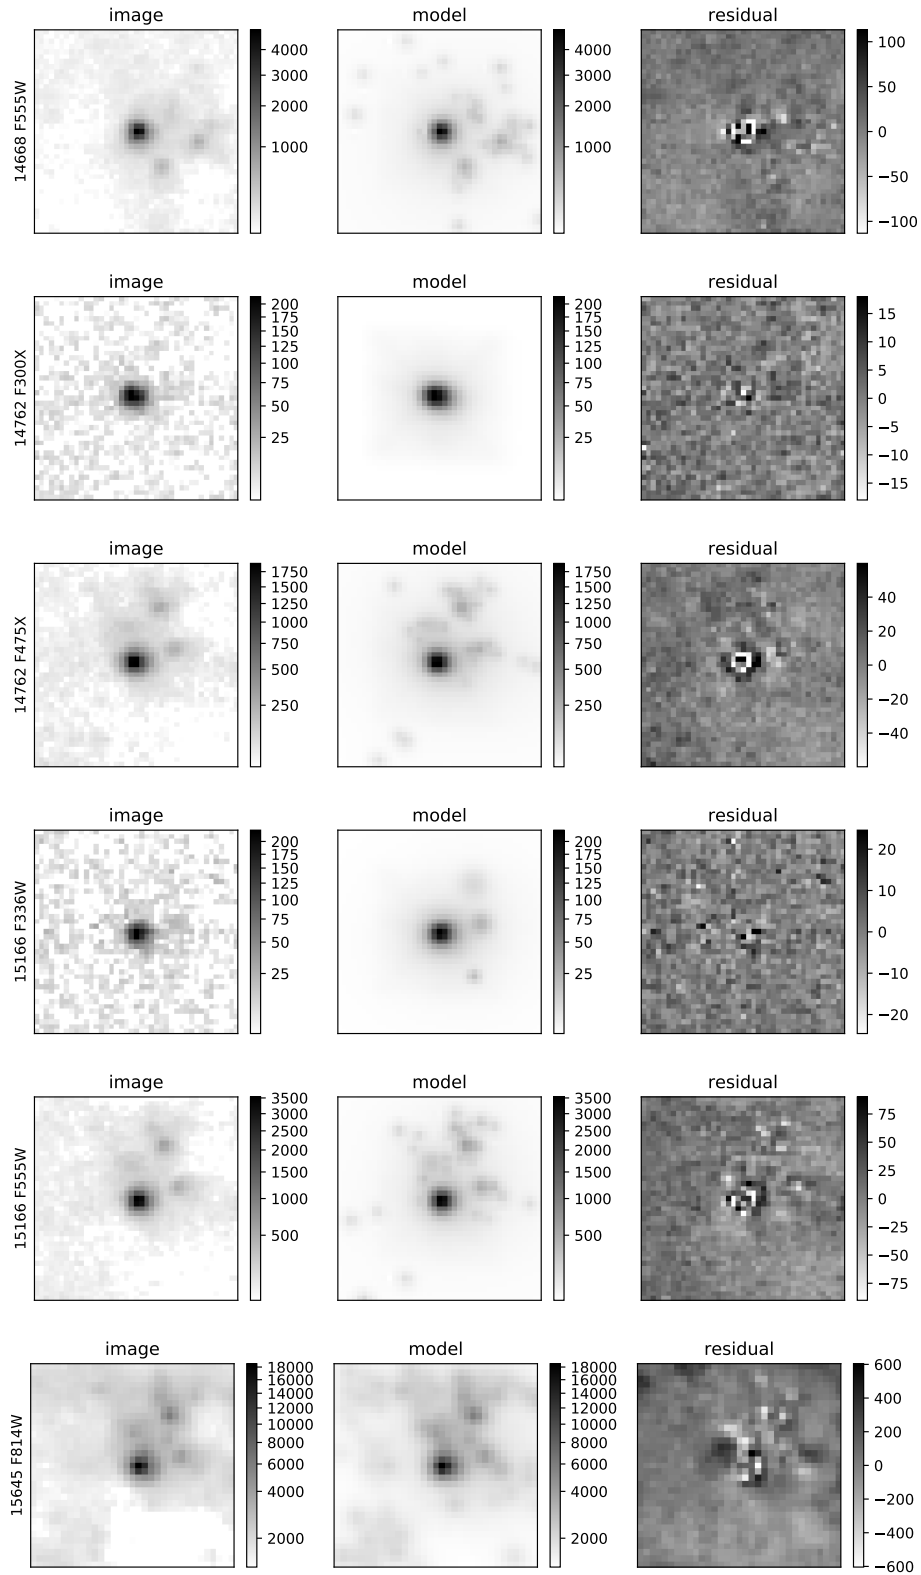 image model residual
14668 F555W
4000 4000 100
3000 3000 50
2000 2000 0
1000 1000 −50
−100
image model residual
14762 F300X
200 200 15
175 175 10
150 150 5
125 125 0
100 100 −5
75 75 −10
50 50 −15
25 25
image model residual
14762 F475X
1750 1750 40
1500 1500 20
1250 1250 0
1000 1000 −20
750 750 −40
500 500
250 250
image model residual
15166 F336W
200 200 20
175 175 10
150 150 0
125 125 −10
100 100 −20
75 75
50 50
25 25
image model residual
15166 F555W
3500 3500 75
3000 3000 50
2500 2500 25
2000 2000 0
1500 1500 −25
1000 1000 −50
500 500 −75
image model residual
15645 F814W
18000 18000 600
16000 16000 400
14000 14000 200
12000 12000 0
10000 10000 −200
8000 8000 −400
6000 6000 −600
4000 4000
2000 2000